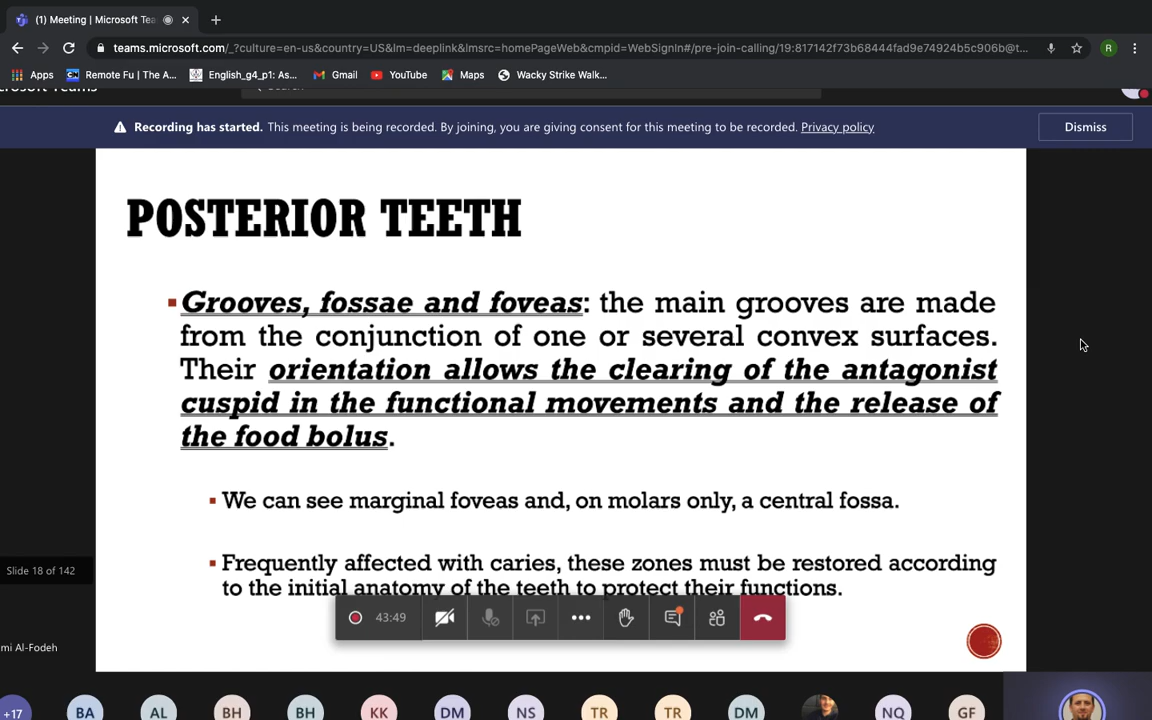 (1) Meeting | Microsoft Tea
teams.microsoft.com/_?culture=en-us&country=US&lm=deeplink&lmsrc=homePageWeb&cmpid=WebSignIn#/pre-join-calling/19:817142f73b68444fad9e74924b5c906b@t...
R
Apps
Remote Fu | The A...
English_g4_p1: As...
Gmail
YouTube
Maps
Wacky Strike Walk...
Microsoft Teams
Search
Recording has started. This meeting is being recorded. By joining, you are giving consent for this meeting to be recorded. Privacy policy
Dismiss
POSTERIOR TEETH
Grooves, fossae and foveas: the main grooves are made
from the conjunction of one or several convex surfaces.
Their orientation allows the clearing of the antagonist
cuspid in the functional movements and the release of
the food bolus.
We can see marginal foveas and, on molars only, a central fossa.
Frequently affected with caries, these zones must be restored according
to the initial anatomy of the teeth to protect their functions.
Slide 18 of 142
43:49
mi Al-Fodeh
+17 BA AL BH BH KK DM NS TR TR DM NQ GF